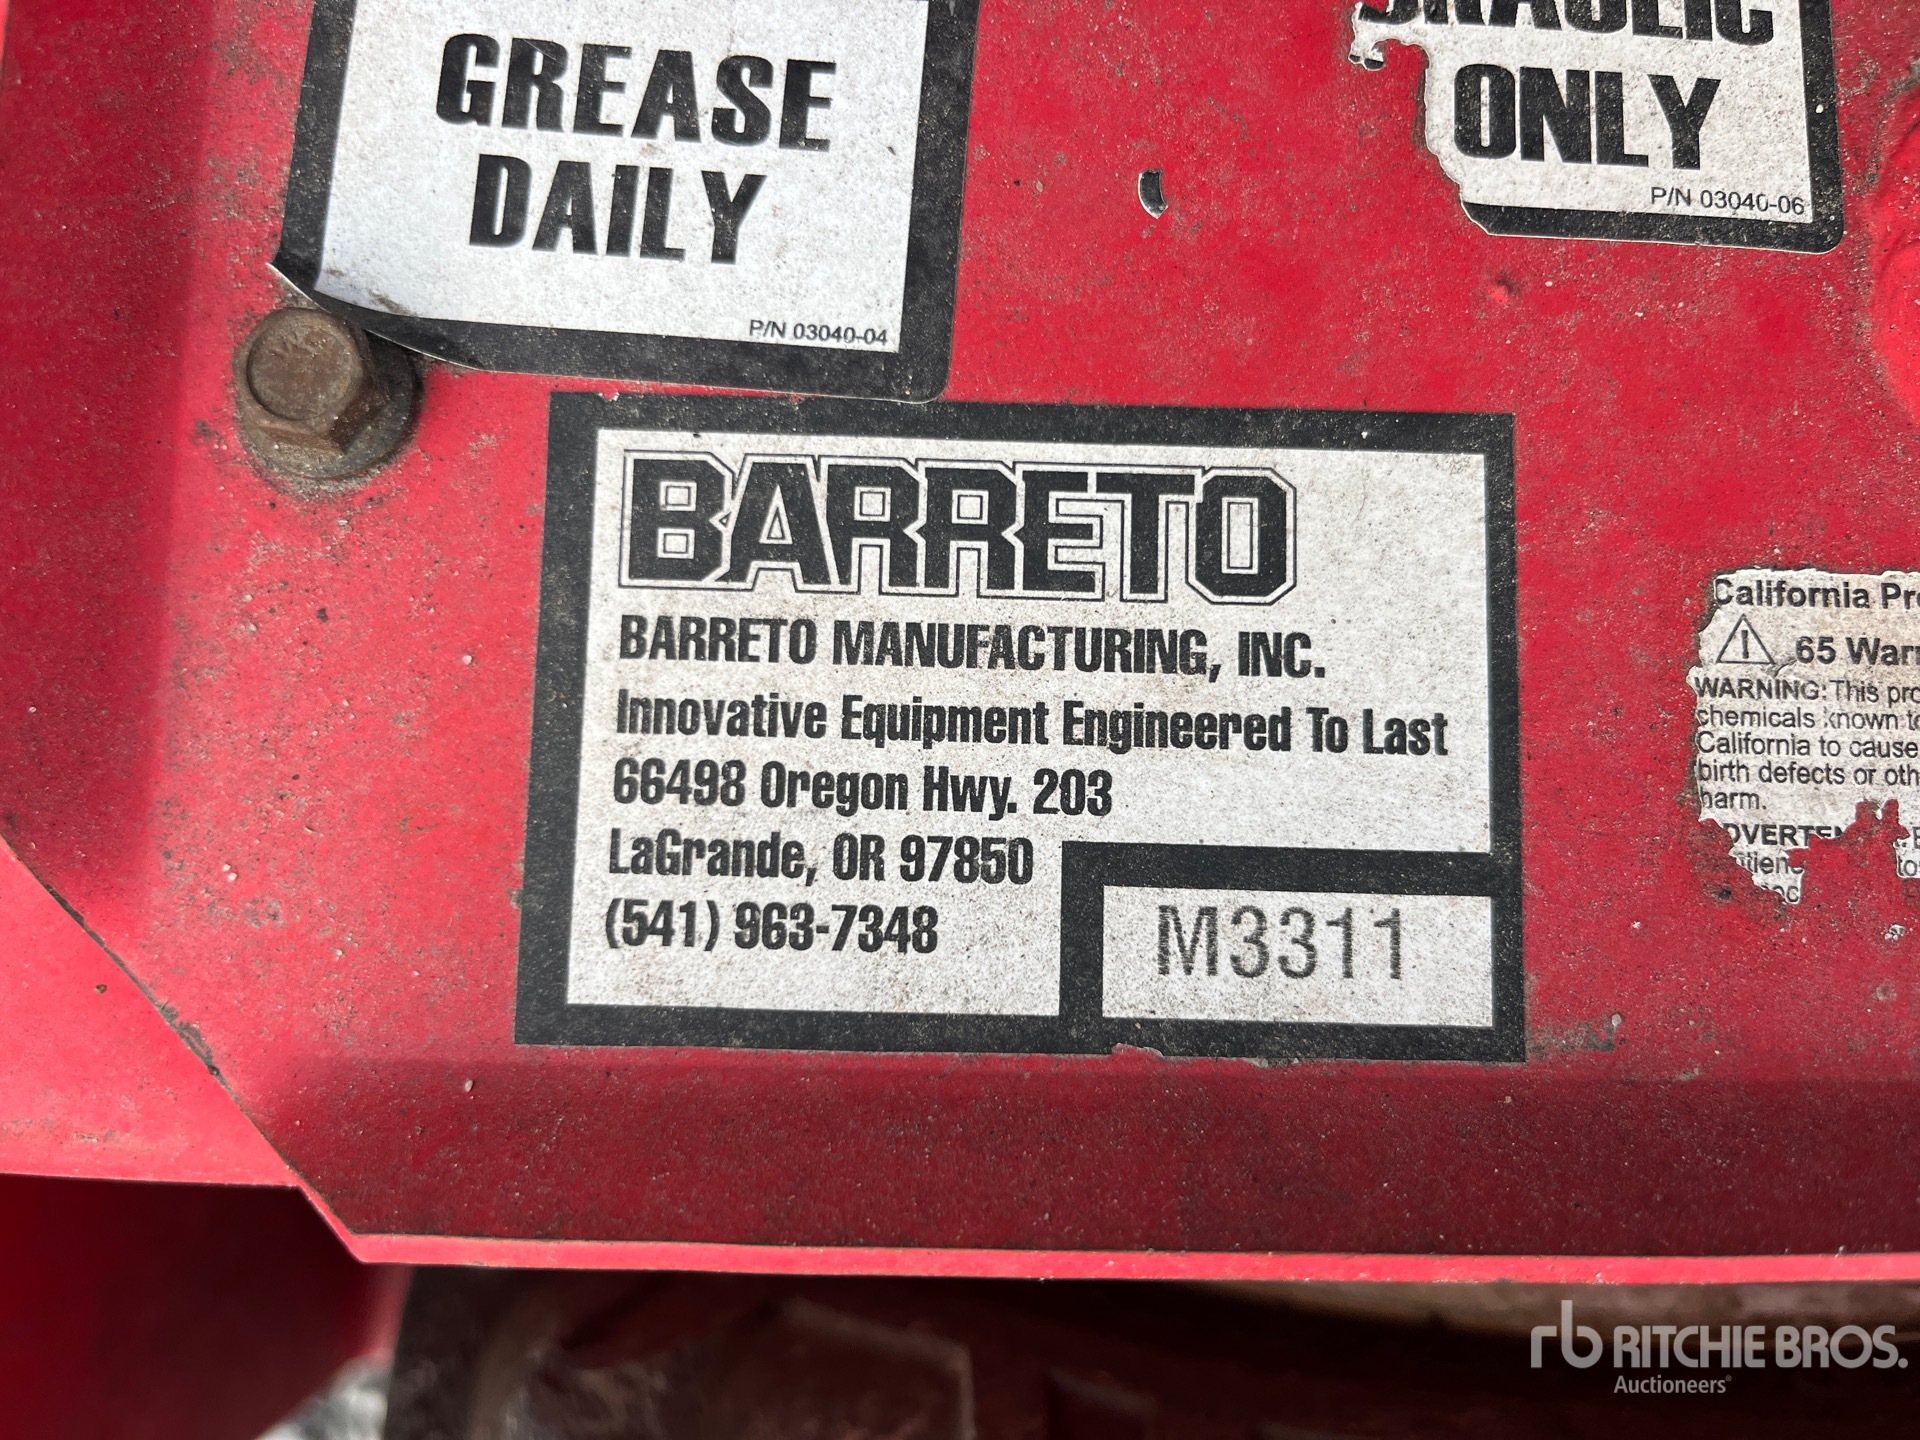 GREASE
DAILY
P/N 03040-04
ONLY
P/N 03040-06
BARRETO
BARRETO MANUFACTURING, INC.
Innovative Equipment Engineered To Last
66498 Oregon Hwy. 203
LaGrande, OR 97850
(541) 963-7348
M3311
California
65
WARNING: This
chemicals known
California to cause
birth defects or
harm.
rb RITCHIE BROS.
Auctioneers